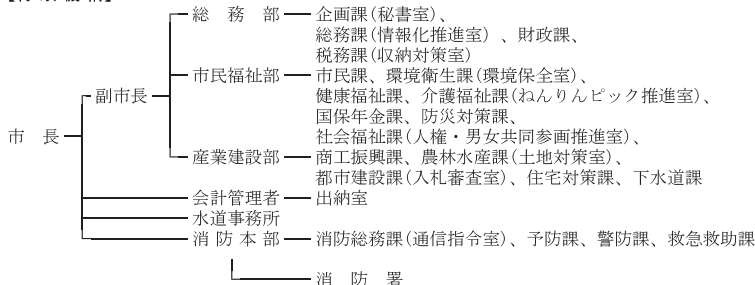 総務部 企画課(秘書室)、
総務課(情報化推進室)、財政課、
税務課(収納対策室)
市民福祉部 市民課、環境衛生課(環境保全室)、
副市長
健康福祉課、介護福祉課(ねんりんピック推進室)、
国保年金課、防災対策課、
市長
社会福祉課(人権・男女共同参画推進室)、
産業建設部 商工振興課、農林水産課(土地対策室)、
都市建設課(入札審査室)、住宅対策課、下水道課
会計管理者 出納室
水道事務所
消防本部 消防総務課(通信指令室)、予防課、警防課、救急救助課
消防署